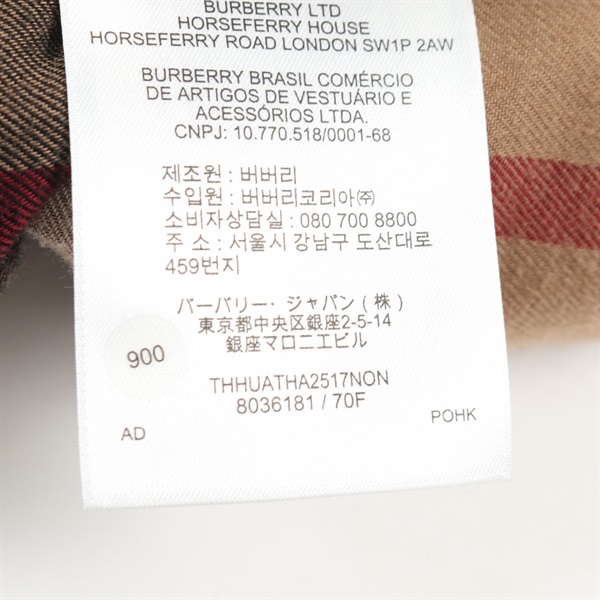 BURBERRY LTD
HORSEFERRY HOUSE
HORSEFERRY ROAD LONDON SW1P 2AW
BURBERRY BRASIL COMÉRCIO
DE ARTIGOS DE VESTUÁRIO E
ACESSÓRIOS LTDA.
CNPJ: 10.770.518/0001-68
제조원 : 버버리
수입원 : 버버리코리아㈜
소비자상담실 : 080 700 8800
주 소 : 서울시 강남구 도산대로
459번지
バーバリー・ジャパン(株)
東京都中央区銀座2-5-14
銀座マロニエビル
900
THHUATHA2517NON
8036181 / 70F
AD
POHK